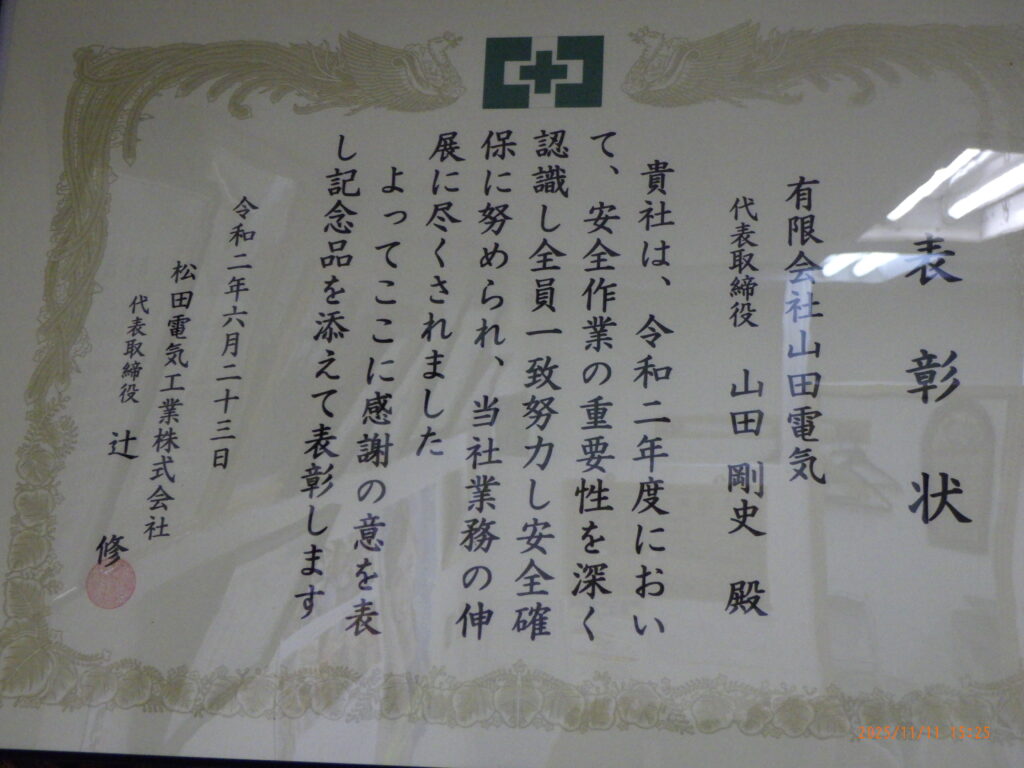 表彰状
有限会社山田電気
代表取締役 山田剛史 殿
貴社は、令和二年度におい
て、安全作業の重要性を深く
認識し全員一致努力し安全確
保に努められ、当社業務の伸
展に尽くされました
よってここに感謝の意を表
し記念品を添えて表彰します
令和二年六月二十三日
松田電気工業株式会社
代表取締役 辻 修
2025/11/11 15:25